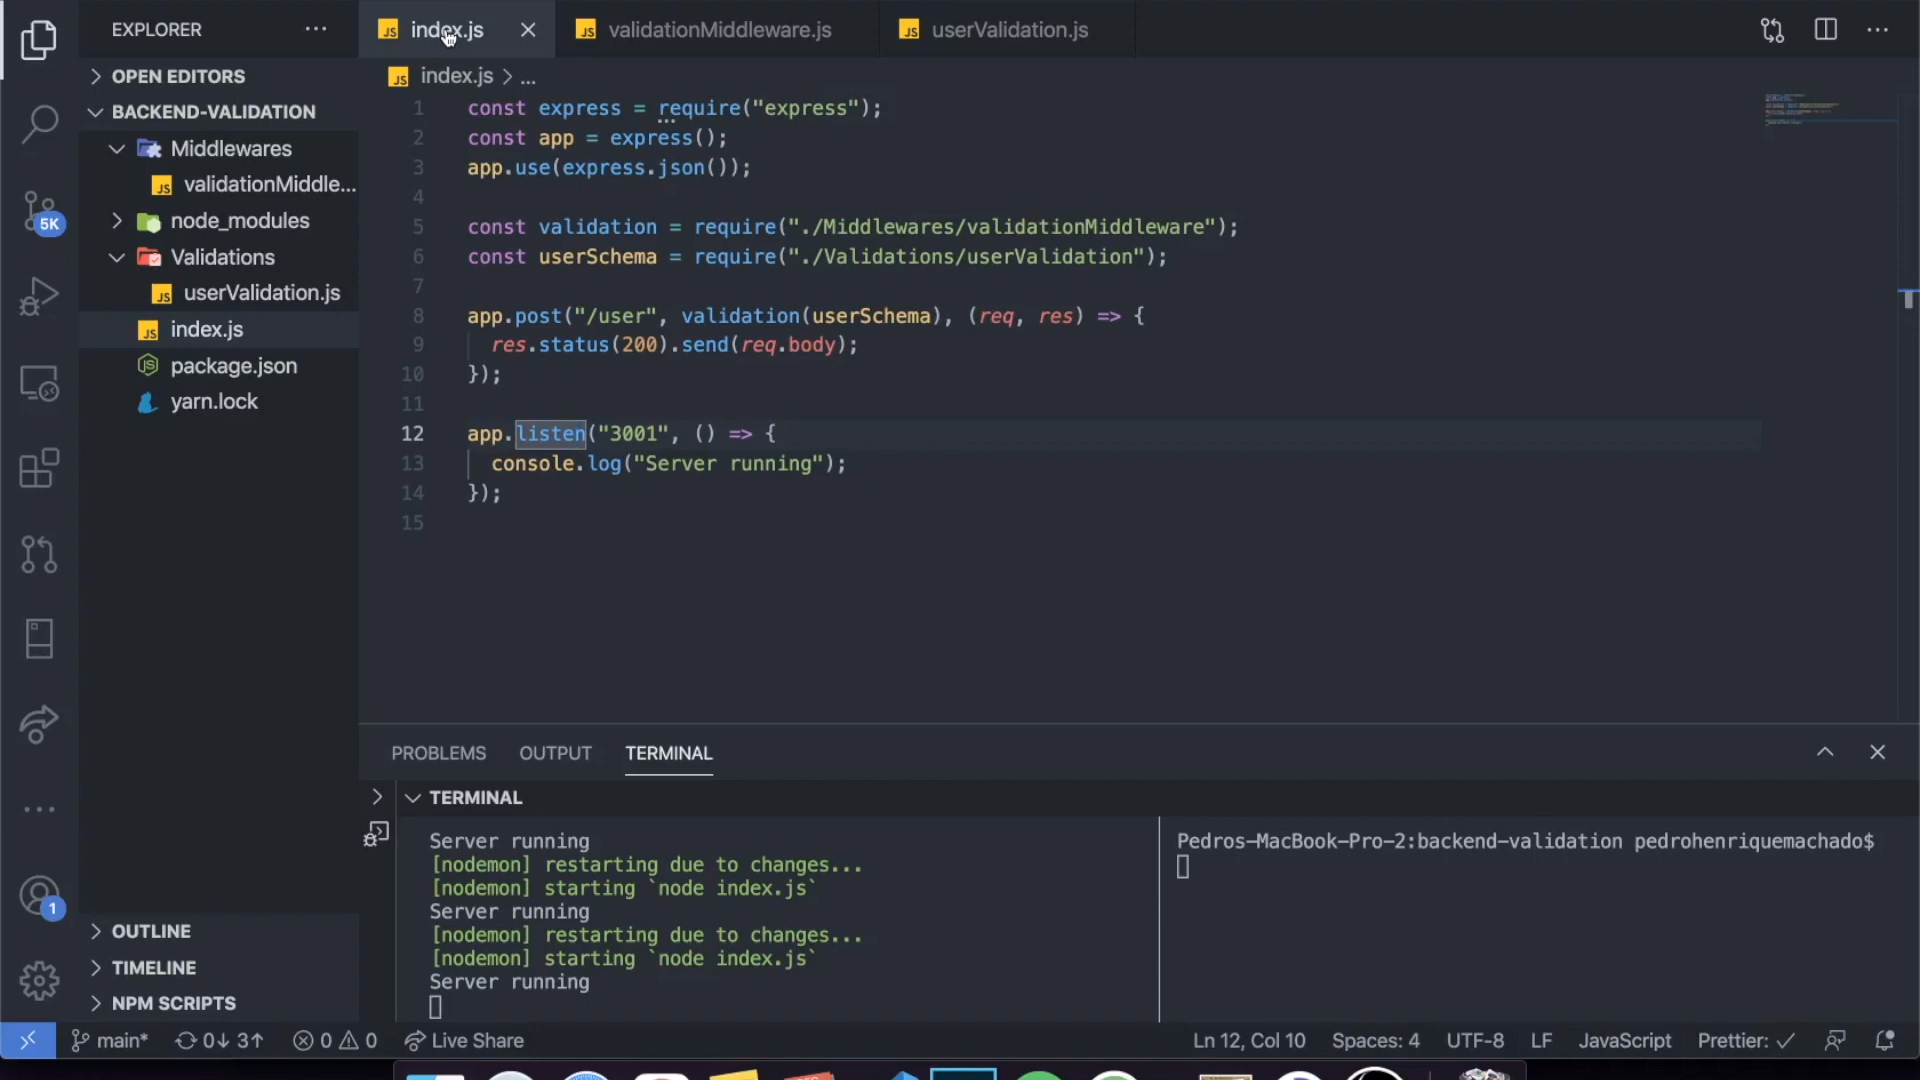 EXPLORER
OPEN EDITORS
BACKEND-VALIDATION
Middlewares
JS validationMiddle...
node_modules
Validations
JS userValidation.js
JS index.js
package.json
yarn.lock
OUTLINE
TIMELINE
NPM SCRIPTS
5K
1
JS index.js
JS validationMiddleware.js
JS userValidation.js
JS index.js > ...
1 const express = require("express");
2 const app = express();
3 app.use(express.json());
4
5 const validation = require("./Middlewares/validationMiddleware");
6 const userSchema = require("./Validations/userValidation");
7
8 app.post("/user", validation(userSchema), (req, res) => {
9 res.status(200).send(req.body);
10 });
11
12 app.listen("3001", () => {
13 console.log("Server running");
14 });
15
PROBLEMS OUTPUT TERMINAL
TERMINAL
Server running
[nodemon] restarting due to changes...
[nodemon] starting `node index.js`
Server running
[nodemon] restarting due to changes...
[nodemon] starting `node index.js`
Server running
Pedros-MacBook-Pro-2:backend-validation pedrohenriquemachado$
main* 0↓ 3↑ 0 0 Live Share Ln 12, Col 10 Spaces: 4 UTF-8 LF JavaScript Prettier: ✓